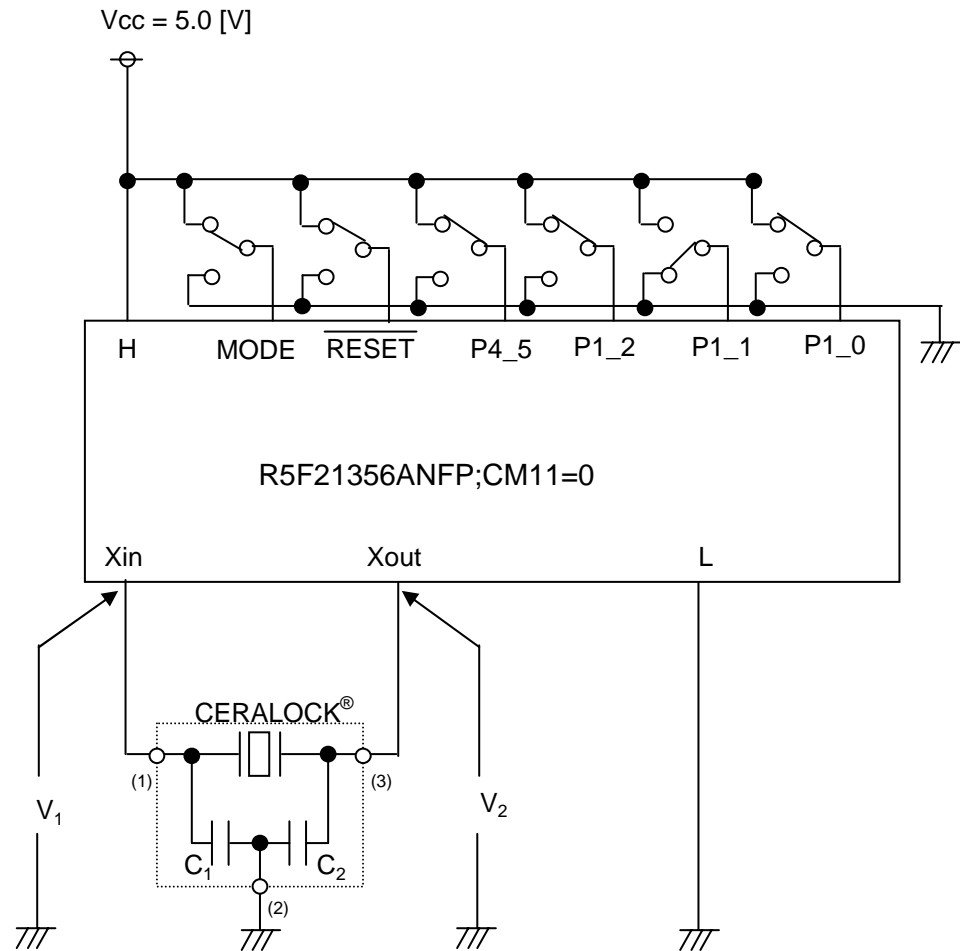 Vcc = 5.0 [V]
H MODE RESET P4_5 P1_2 P1_1 P1_0
R5F21356ANFP;CM11=0
Xin Xout L
CERALOCK®
(1) (3)
V1 V2
C1 C2
(2)